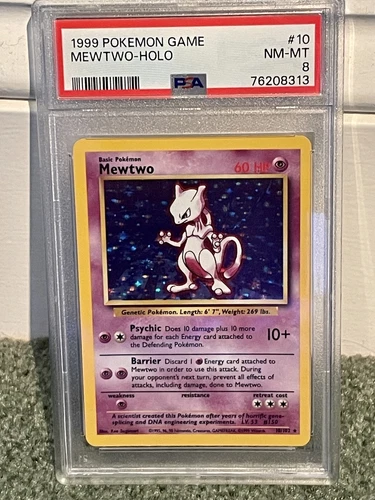 1999 POKEMON GAME #10
MEWTWO-HOLO NM-MT
8
PSA 76208313
Basic Pokémon
Mewtwo 60 HP
Genetic Pokémon. Length: 6' 7", Weight: 269 lbs.
Psychic Does 10 damage plus 10 more
damage for each Energy card attached to
the Defending Pokémon.
10+
Barrier Discard 1 Energy card attached to
Mewtwo in order to use this attack. During
your opponent's next turn, prevent all effects of
attacks, including damage, done to Mewtwo.
weakness resistance retreat cost
A scientist created this Pokémon after years of horrific gene-
splicing and DNA engineering experiments. LV. 53 #150
10/102